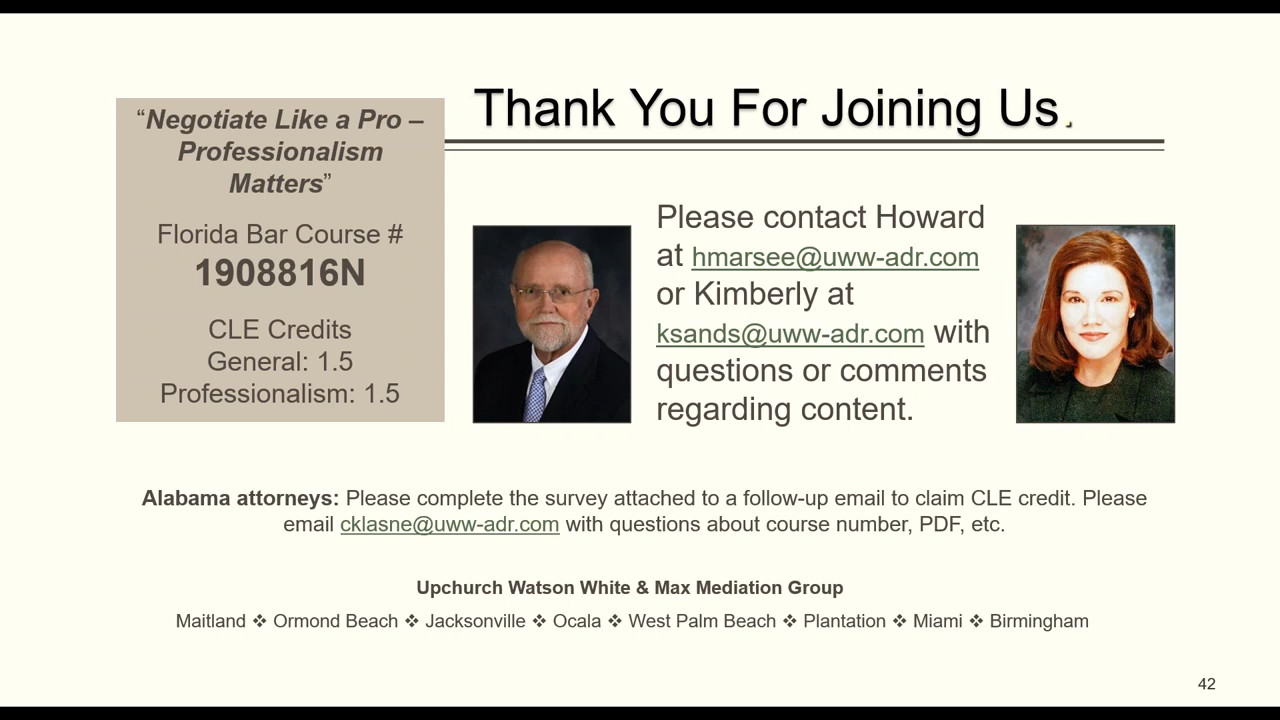 “Negotiate Like a Pro –
Professionalism
Matters”
Florida Bar Course #
1908816N
CLE Credits
General: 1.5
Professionalism: 1.5
Thank You For Joining Us.
Please contact Howard
at hmarsee@uww-adr.com
or Kimberly at
ksands@uww-adr.com with
questions or comments
regarding content.
Alabama attorneys: Please complete the survey attached to a follow-up email to claim CLE credit. Please
email cklasne@uww-adr.com with questions about course number, PDF, etc.
Upchurch Watson White & Max Mediation Group
Maitland ❖ Ormond Beach ❖ Jacksonville ❖ Ocala ❖ West Palm Beach ❖ Plantation ❖ Miami ❖ Birmingham
42